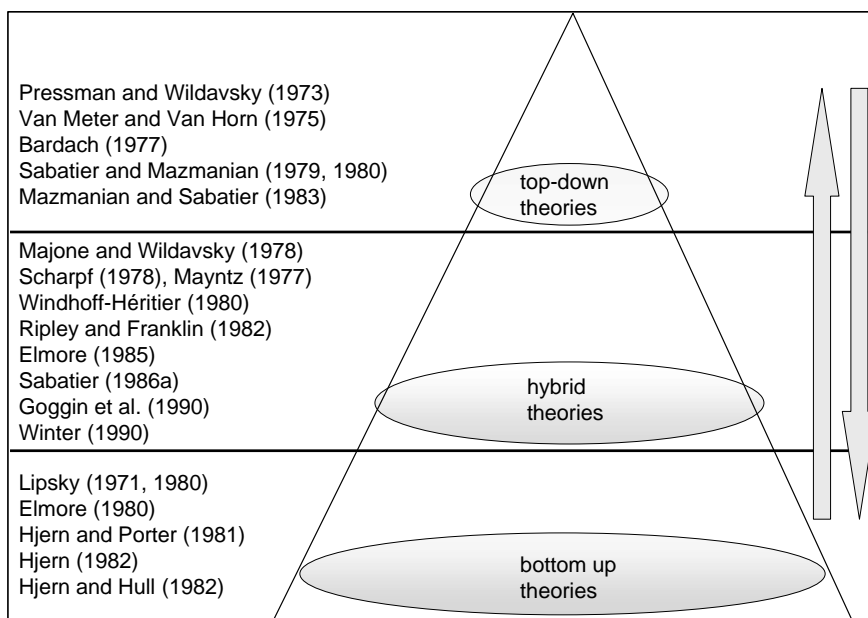 Pressman and Wildavsky (1973)
Van Meter and Van Horn (1975)
Bardach (1977)
Sabatier and Mazmanian (1979, 1980)
Mazmanian and Sabatier (1983)
top-down
theories
Majone and Wildavsky (1978)
Scharpf (1978), Mayntz (1977)
Windhoff-Héritier (1980)
Ripley and Franklin (1982)
Elmore (1985)
Sabatier (1986a)
Goggin et al. (1990)
Winter (1990)
hybrid
theories
Lipsky (1971, 1980)
Elmore (1980)
Hjern and Porter (1981)
Hjern (1982)
Hjern and Hull (1982)
bottom up
theories